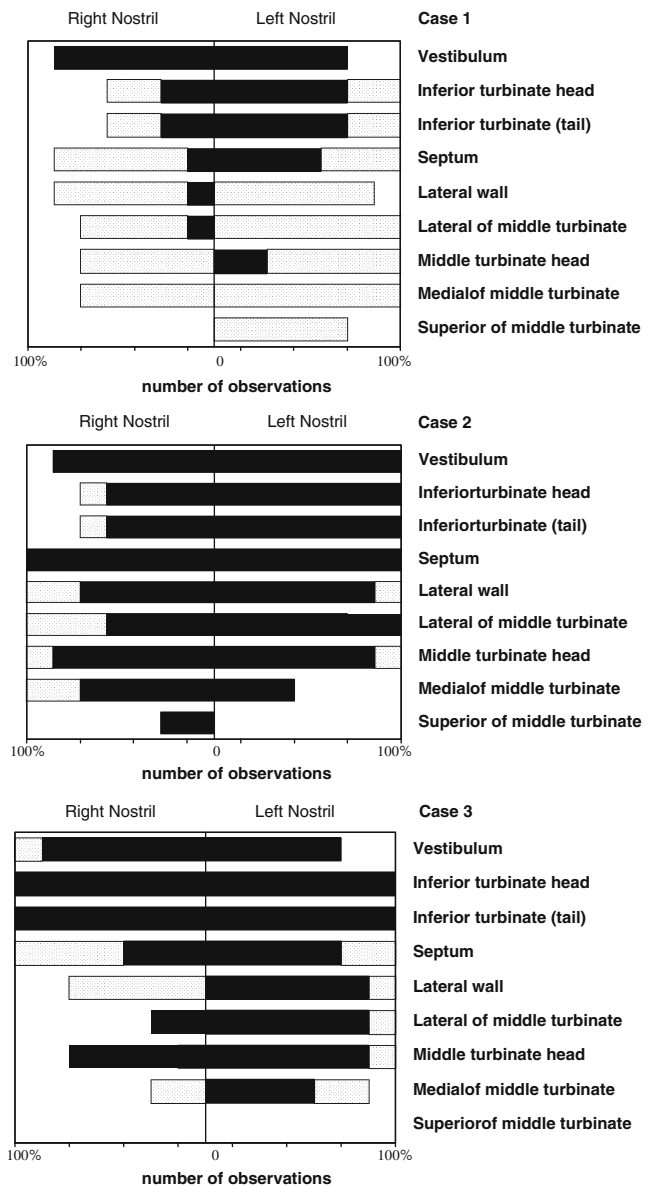 Right Nostril Left Nostril Case 1
Vestibulum
Inferior turbinate head
Inferior turbinate (tail)
Septum
Lateral wall
Lateral of middle turbinate
Middle turbinate head
Medialof middle turbinate
Superior of middle turbinate
100% 0 100%
number of observations
Right Nostril Left Nostril Case 2
Vestibulum
Inferiorturbinate head
Inferiorturbinate (tail)
Septum
Lateral wall
Lateral of middle turbinate
Middle turbinate head
Medialof middle turbinate
Superior of middle turbinate
100% 0 100%
number of observations
Right Nostril Left Nostril Case 3
Vestibulum
Inferior turbinate head
Inferior turbinate (tail)
Septum
Lateral wall
Lateral of middle turbinate
Middle turbinate head
Medialof middle turbinate
Superiorof middle turbinate
100% 0 100%
number of observations